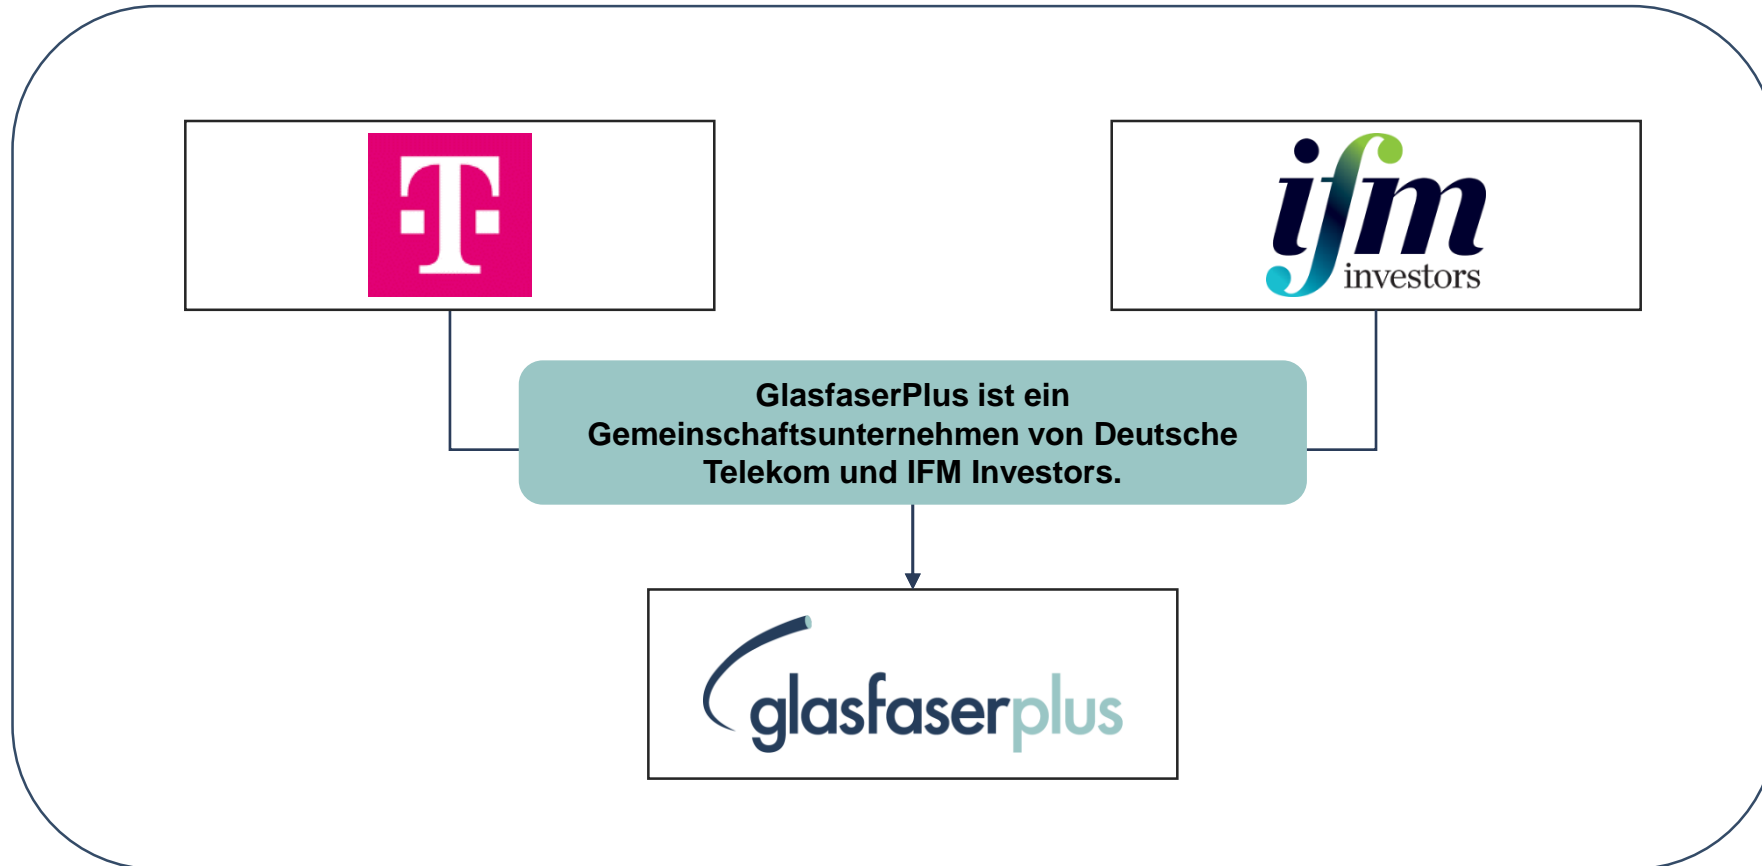 T
ifm
investors
GlasfaserPlus ist ein
Gemeinschaftsunternehmen von Deutsche
Telekom und IFM Investors.
glasfaserplus